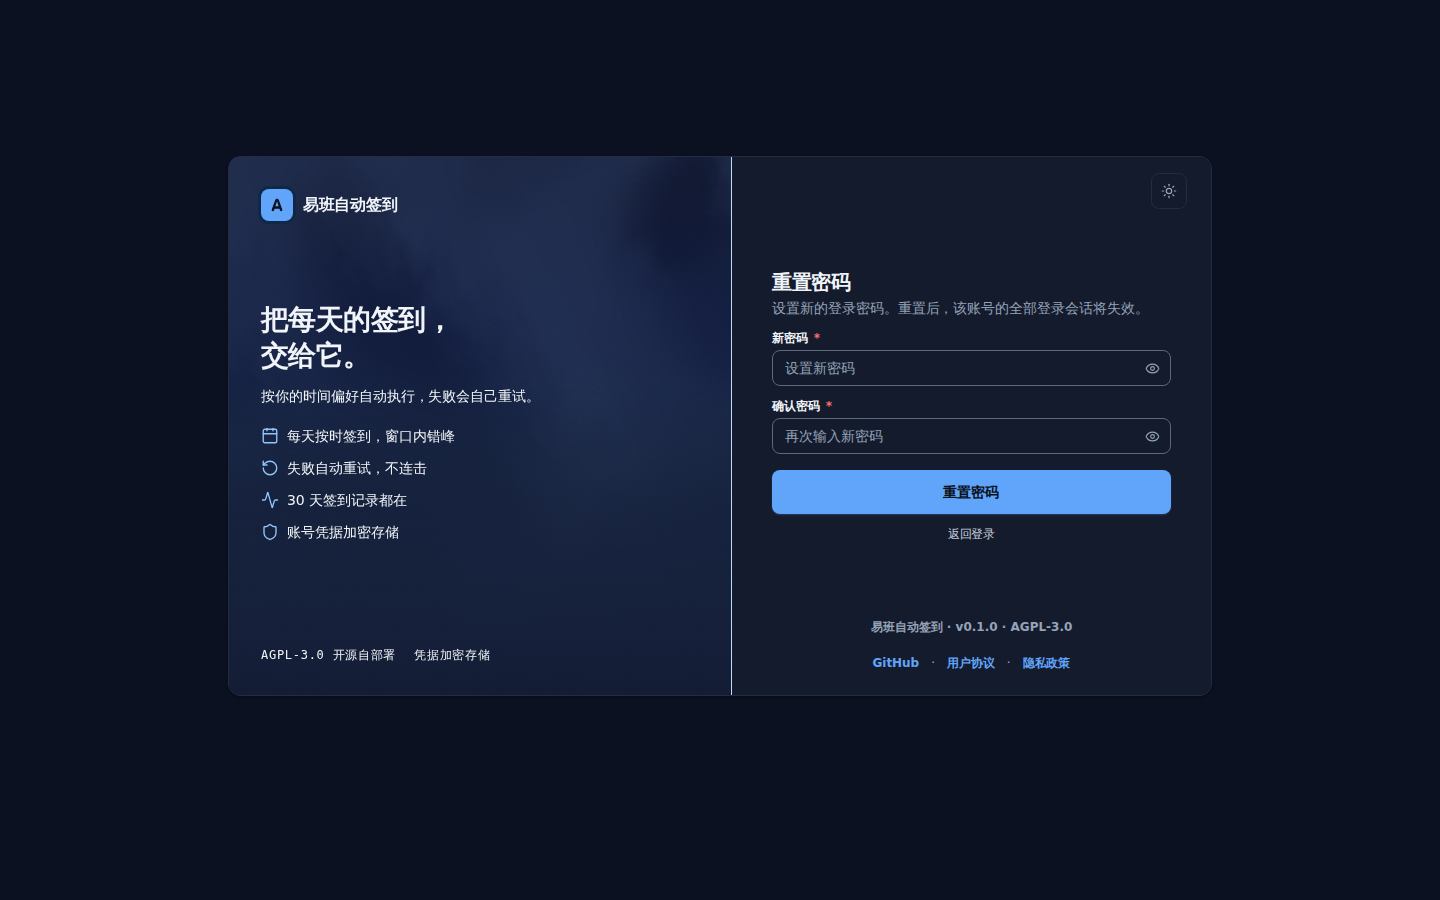 A 易班自动签到
把每天的签到，
交给它。
按你的时间偏好自动执行，失败会自己重试。
每天按时签到，窗口内错峰
失败自动重试，不连击
30 天签到记录都在
账号凭据加密存储
AGPL-3.0 开源自部署 凭据加密存储
重置密码
设置新的登录密码。重置后，该账号的全部登录会话将失效。
新密码 *
设置新密码
确认密码 *
再次输入新密码
重置密码
返回登录
易班自动签到 · v0.1.0 · AGPL-3.0
GitHub · 用户协议 · 隐私政策